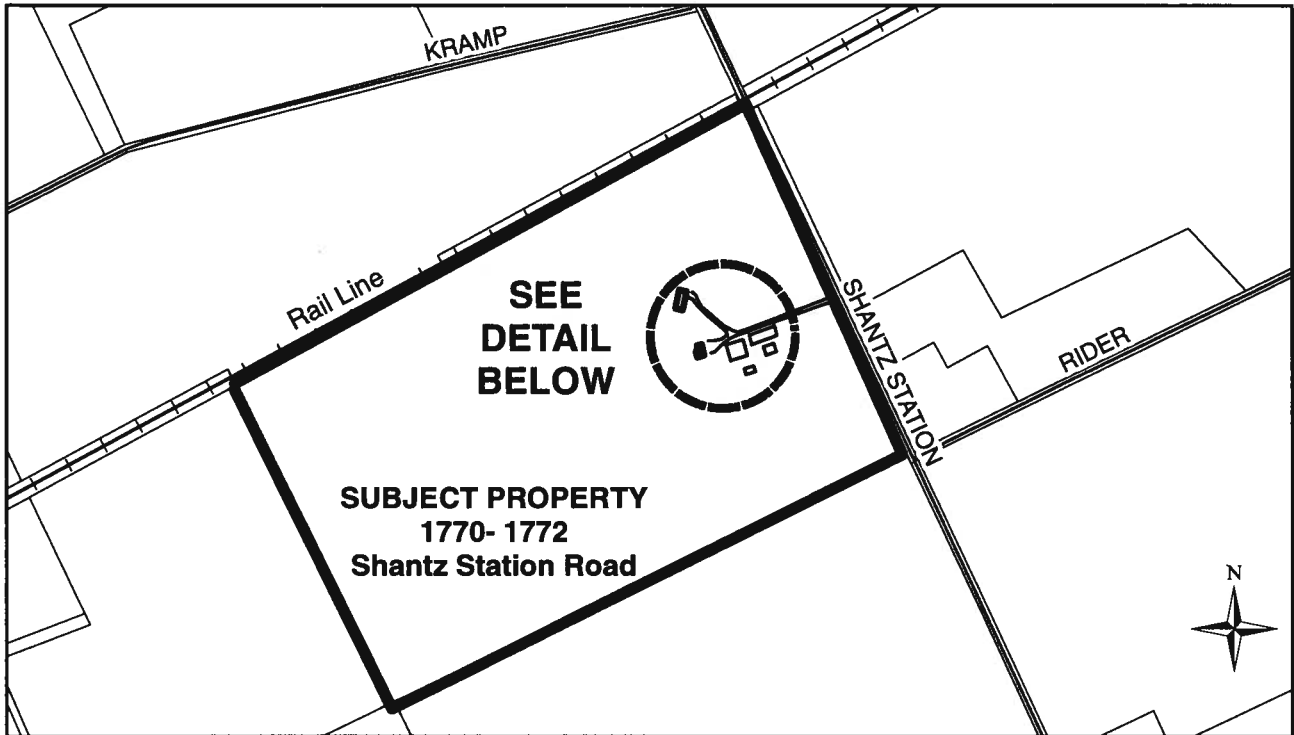 KRAMP
Rail Line
SEE
DETAIL
BELOW
SHANTZ STATION
RIDER
SUBJECT PROPERTY
1770- 1772
Shantz Station Road
N